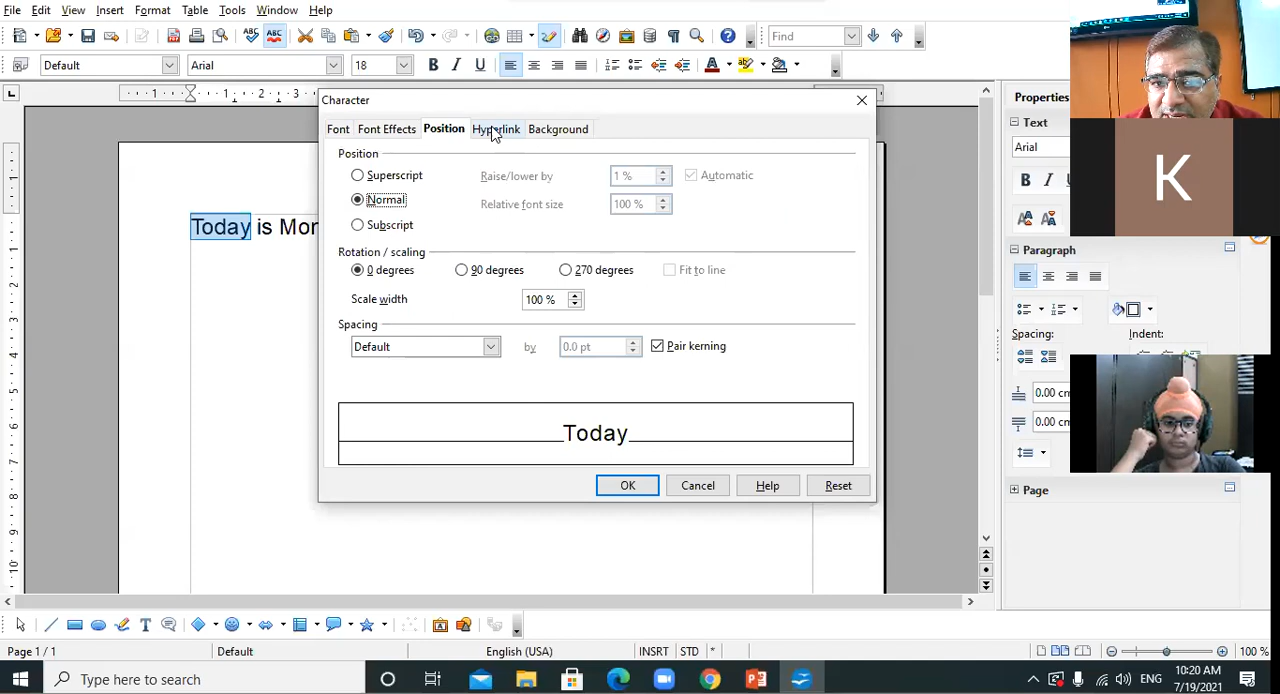 File Edit View Insert Format Table Tools Window Help
Find
Default Arial 18
Properties
Text
Arial
B I
K
Today is Mon
Character
Font Font Effects Position Hyperlink Background
Position
Superscript Raise/lower by 1 % Automatic
Normal Relative font size 100 %
Subscript
Rotation / scaling
0 degrees 90 degrees 270 degrees Fit to line
Scale width 100 %
Spacing
Default by 0.0 pt Pair kerning
Today
OK Cancel Help Reset
Paragraph
Spacing: Indent:
0.00 cm
0.00 cm
Page
Page 1 / 1 Default English (USA) INSRT STD * 100 %
Type here to search
ENG 10:20 AM
7/19/2021